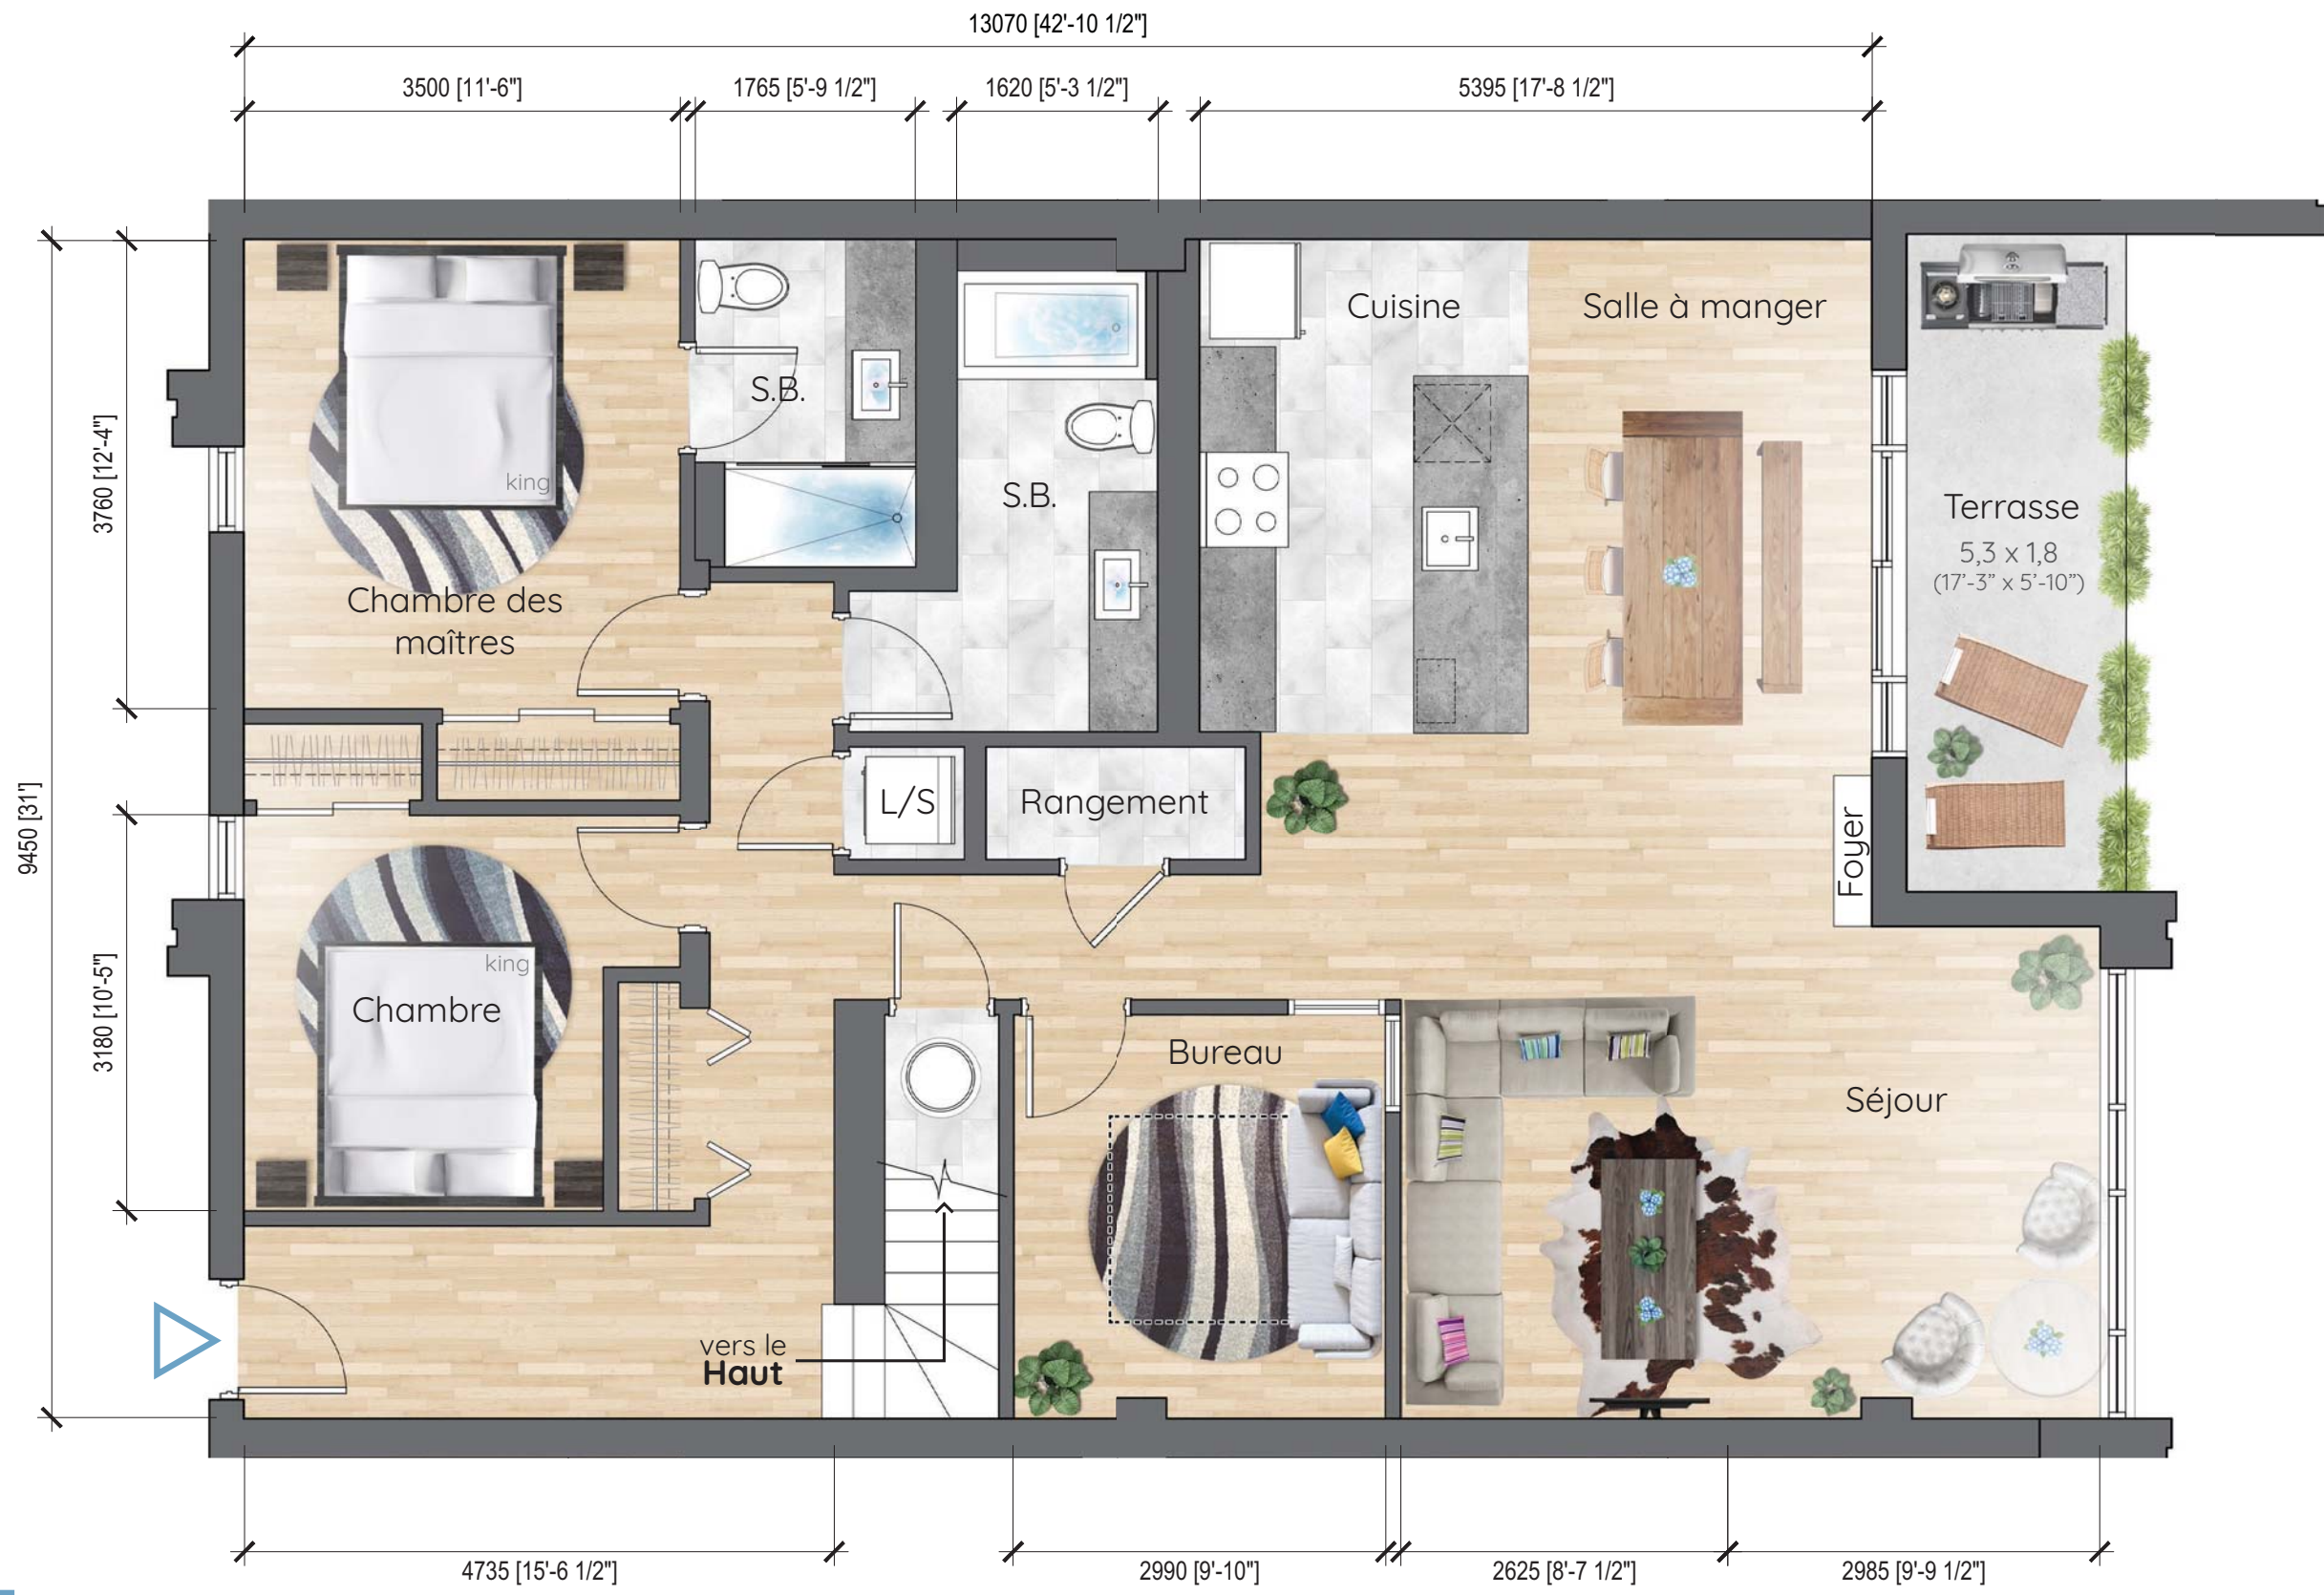 13070 [42'-10 1/2"]
3500 [11'-6"]
1765 [5'-9 1/2"]
1620 [5'-3 1/2"]
5395 [17'-8 1/2"]
9450 [31']
3760 [12'-4"]
3180 [10'-5"]
king
Chambre des
maîtres
S.B.
S.B.
Cuisine
Salle à manger
Terrasse
5,3 x 1,8
(17'-3” x 5'-10”)
L/S
Rangement
Foyer
king
Chambre
Bureau
Séjour
vers le
Haut
4735 [15'-6 1/2"]
2990 [9'-10"]
2625 [8'-7 1/2"]
2985 [9'-9 1/2"]